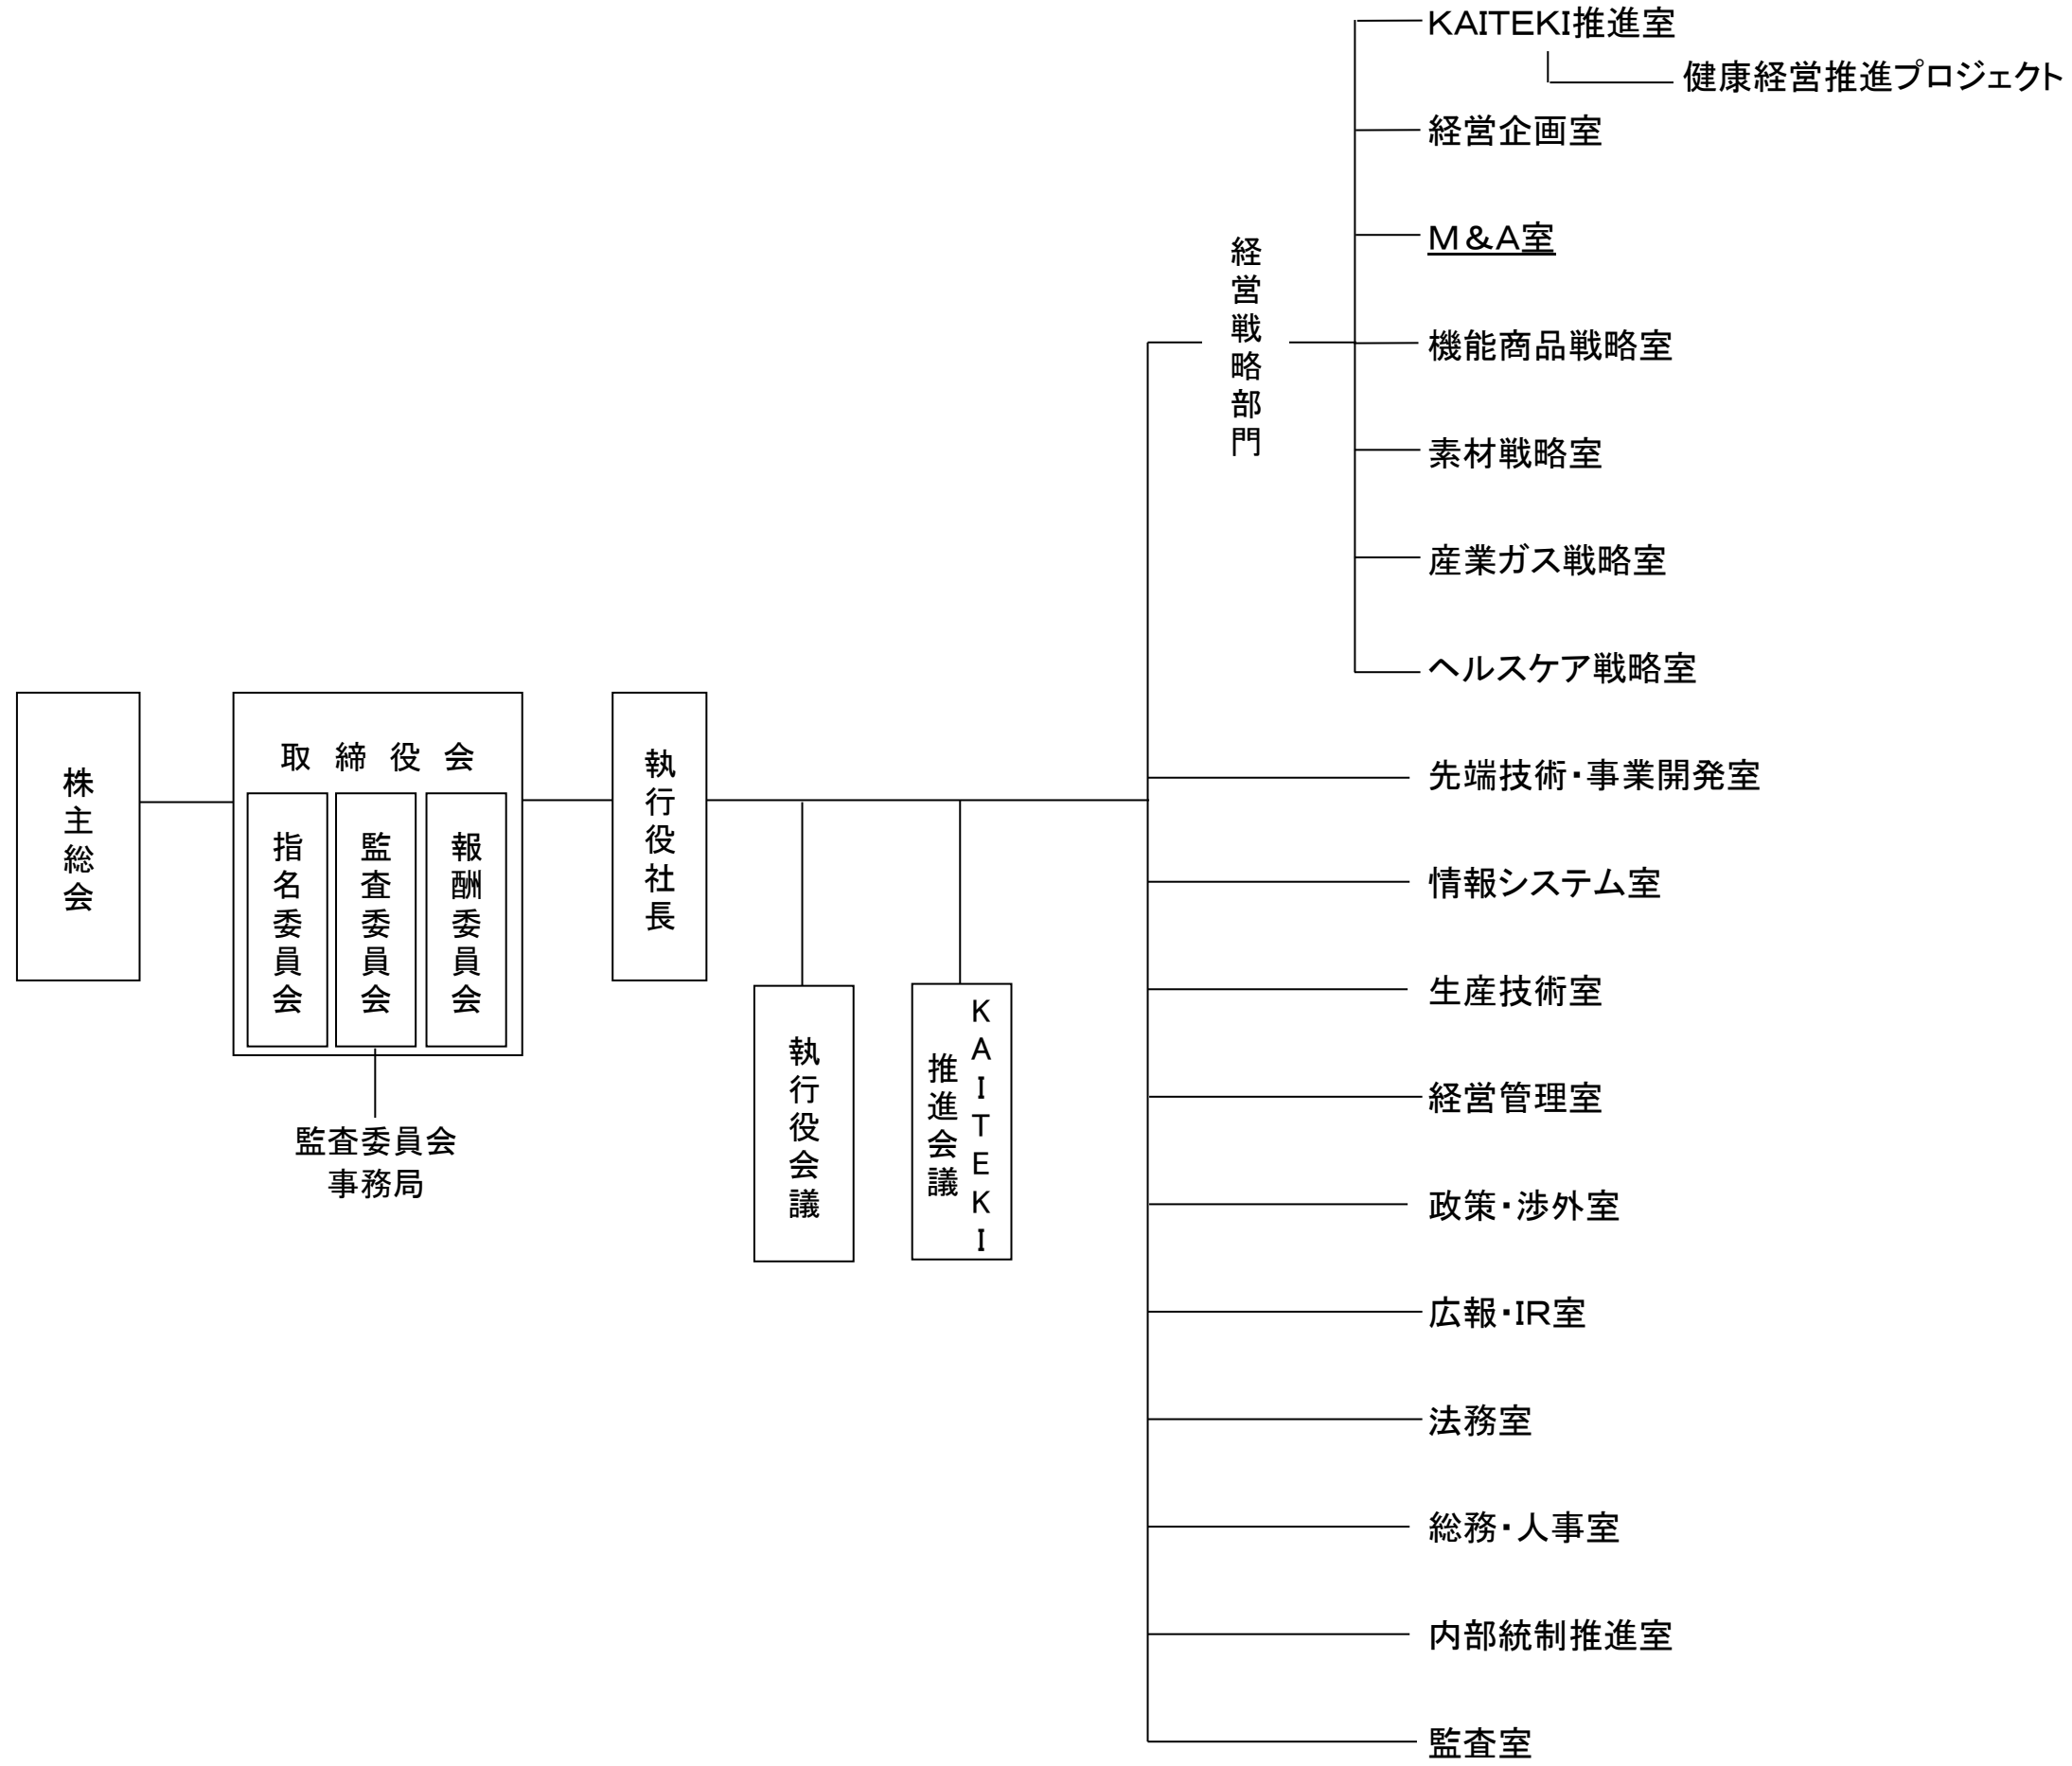 株主総会
取締役会
指名委員会
監査委員会
報酬委員会
監査委員会
事務局
執行役社長
執行役会議
KAITEKI
推進会議
経営戦略部門
KAITEKI推進室
健康経営推進プロジェクト
経営企画室
M&A室
機能商品戦略室
素材戦略室
産業ガス戦略室
ヘルスケア戦略室
先端技術・事業開発室
情報システム室
生産技術室
経営管理室
政策・渉外室
広報・IR室
法務室
総務・人事室
内部統制推進室
監査室